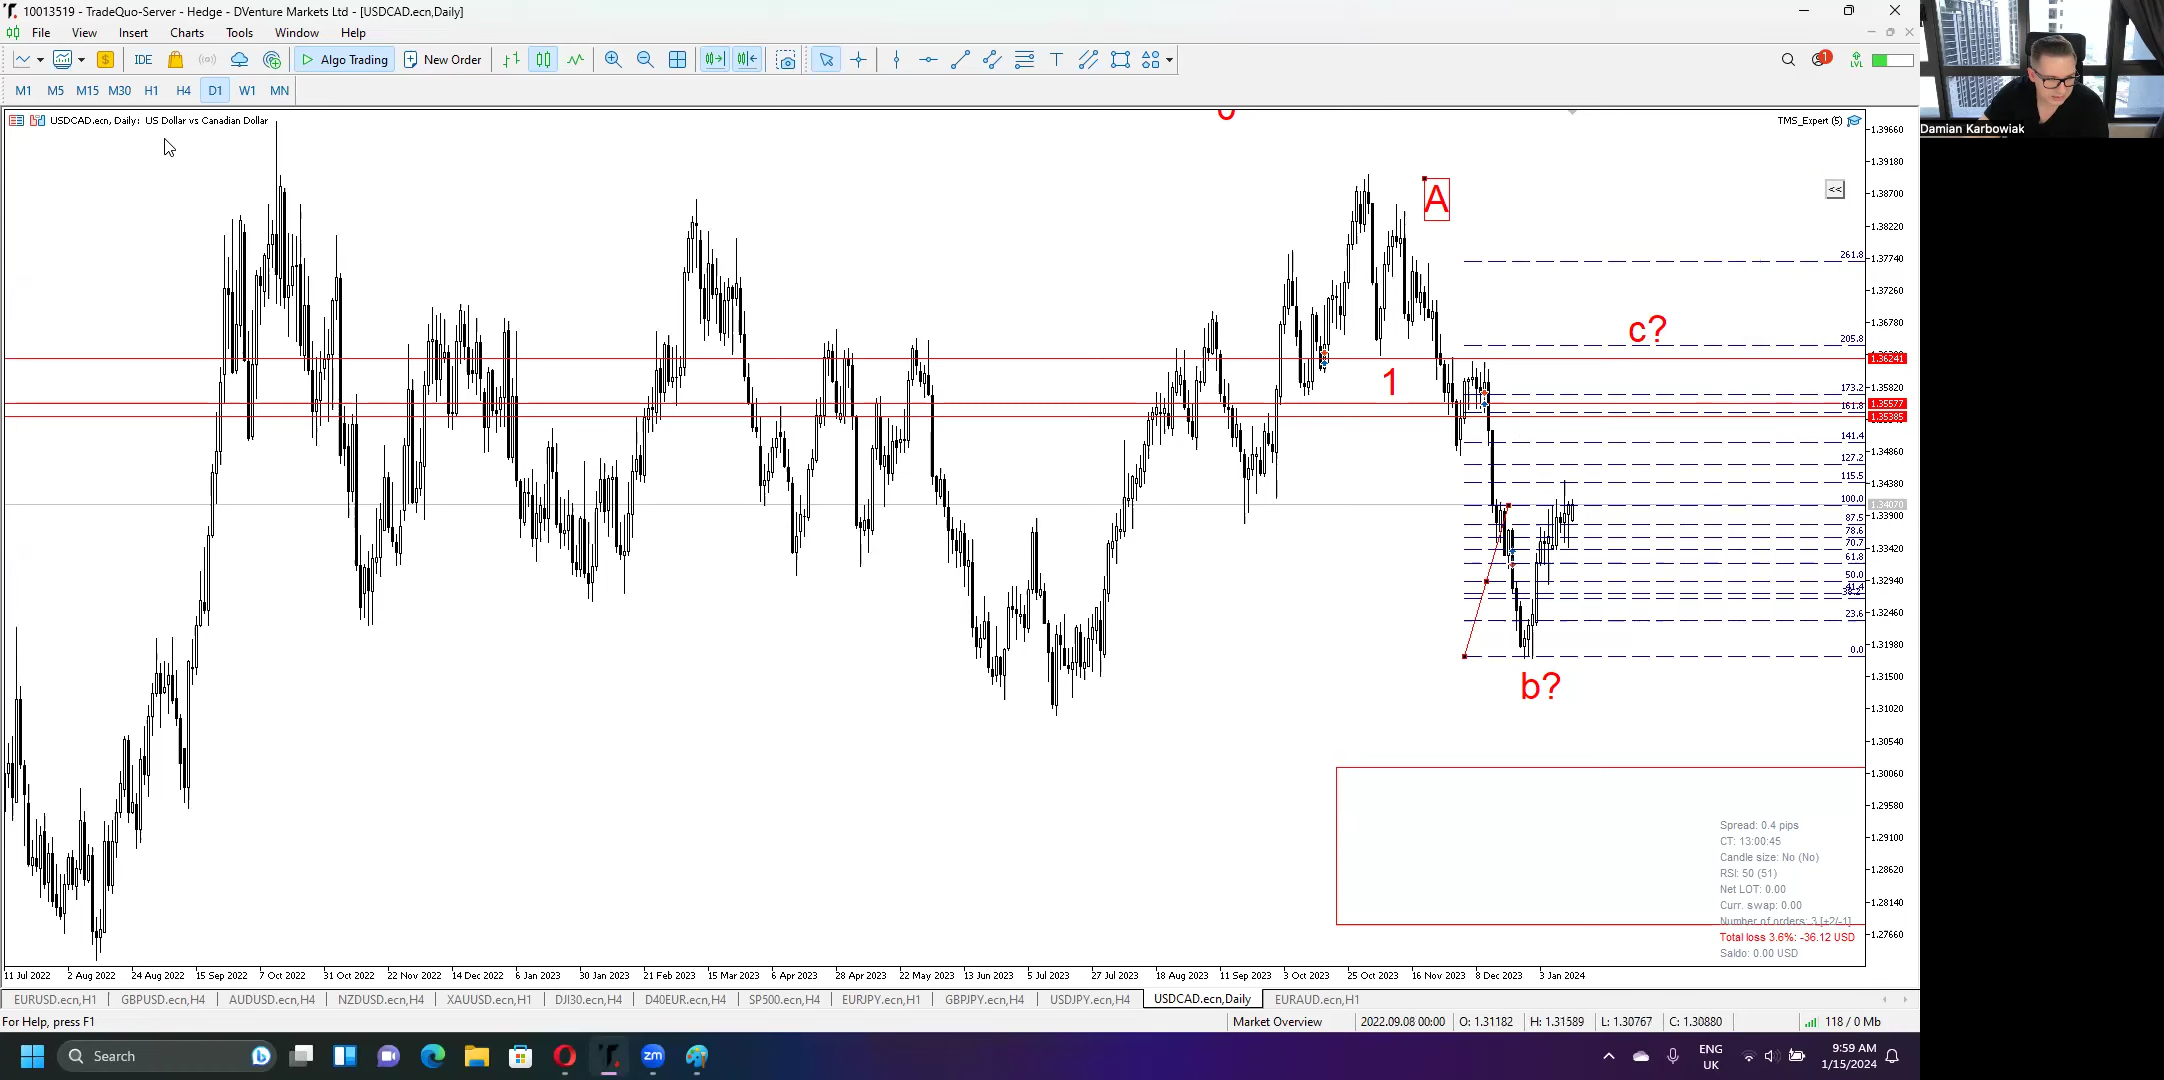 10013519 - TradeQuo-Server - Hedge - DVenture Markets Ltd - [USDCAD.ecn,Daily]
File View Insert Charts Tools Window Help
IDE Algo Trading New Order 1 LVL
M1 M5 M15 M30 H1 H4 D1 W1 MN
USDCAD.ecn, Daily: US Dollar vs Canadian Dollar
TMS_Expert (5)
Damian Karbowiak
<<
A
1
c?
b?
261.8
205.8
173.2
161.8
141.4
127.2
115.5
100.0
87.5
78.6
70.7
61.8
50.0
23.6
0.0
1.39660
1.39180
1.38700
1.38220
1.37740
1.37260
1.36780
1.36241
1.35820
1.35577
1.35385
1.34860
1.34380
1.34070
1.33900
1.33420
1.32940
1.32460
1.31980
1.31500
1.31020
1.30540
1.30060
1.29580
1.29100
1.28620
1.28140
1.27660
Spread: 0.4 pips
CT: 13:00:45
Candle size: No (No)
RSI: 50 (51)
Net LOT: 0.00
Curr. swap: 0.00
Number of orders: 3 [+2/-1]
Total loss 3.6%: -36.12 USD
Saldo: 0.00 USD
11 Jul 2022 2 Aug 2022 24 Aug 2022 15 Sep 2022 7 Oct 2022 31 Oct 2022 22 Nov 2022 14 Dec 2022 6 Jan 2023 30 Jan 2023 21 Feb 2023 15 Mar 2023 6 Apr 2023 28 Apr 2023 22 May 2023 13 Jun 2023 5 Jul 2023 27 Jul 2023 18 Aug 2023 11 Sep 2023 3 Oct 2023 25 Oct 2023 16 Nov 2023 8 Dec 2023 3 Jan 2024
EURUSD.ecn,H1 GBPUSD.ecn,H4 AUDUSD.ecn,H4 NZDUSD.ecn,H4 XAUUSD.ecn,H1 DJI30.ecn,H4 D40EUR.ecn,H4 SP500.ecn,H4 EURJPY.ecn,H1 GBPJPY.ecn,H4 USDJPY.ecn,H4 USDCAD.ecn,Daily EURAUD.ecn,H1
For Help, press F1 Market Overview 2022.09.08 00:00 O: 1.31182 H: 1.31589 L: 1.30767 C: 1.30880 118 / 0 Mb
Search zm ENG UK 9:59 AM 1/15/2024